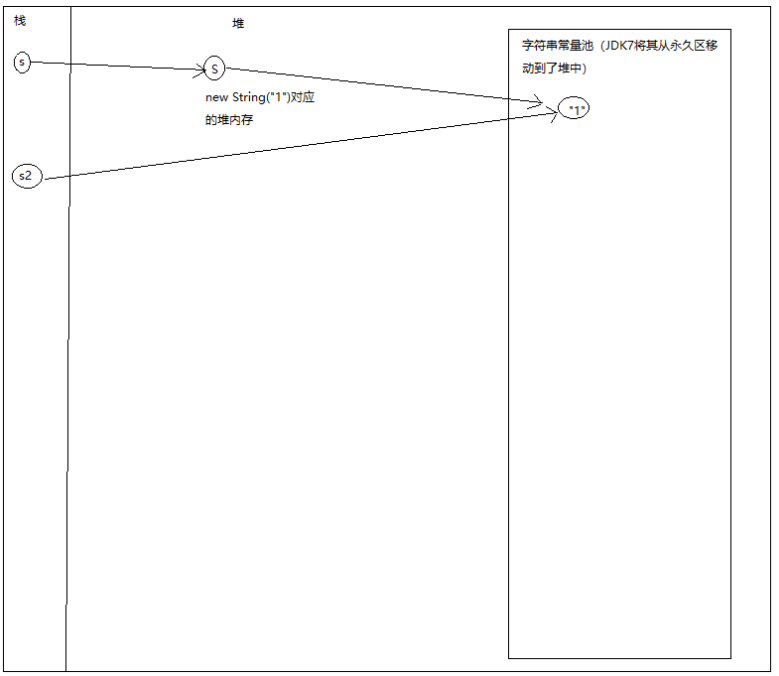 栈
堆
字符串常量池（JDK7将其从永久区移
动到了堆中）
s
S
"1"
new String("1")对应
的堆内存
s2